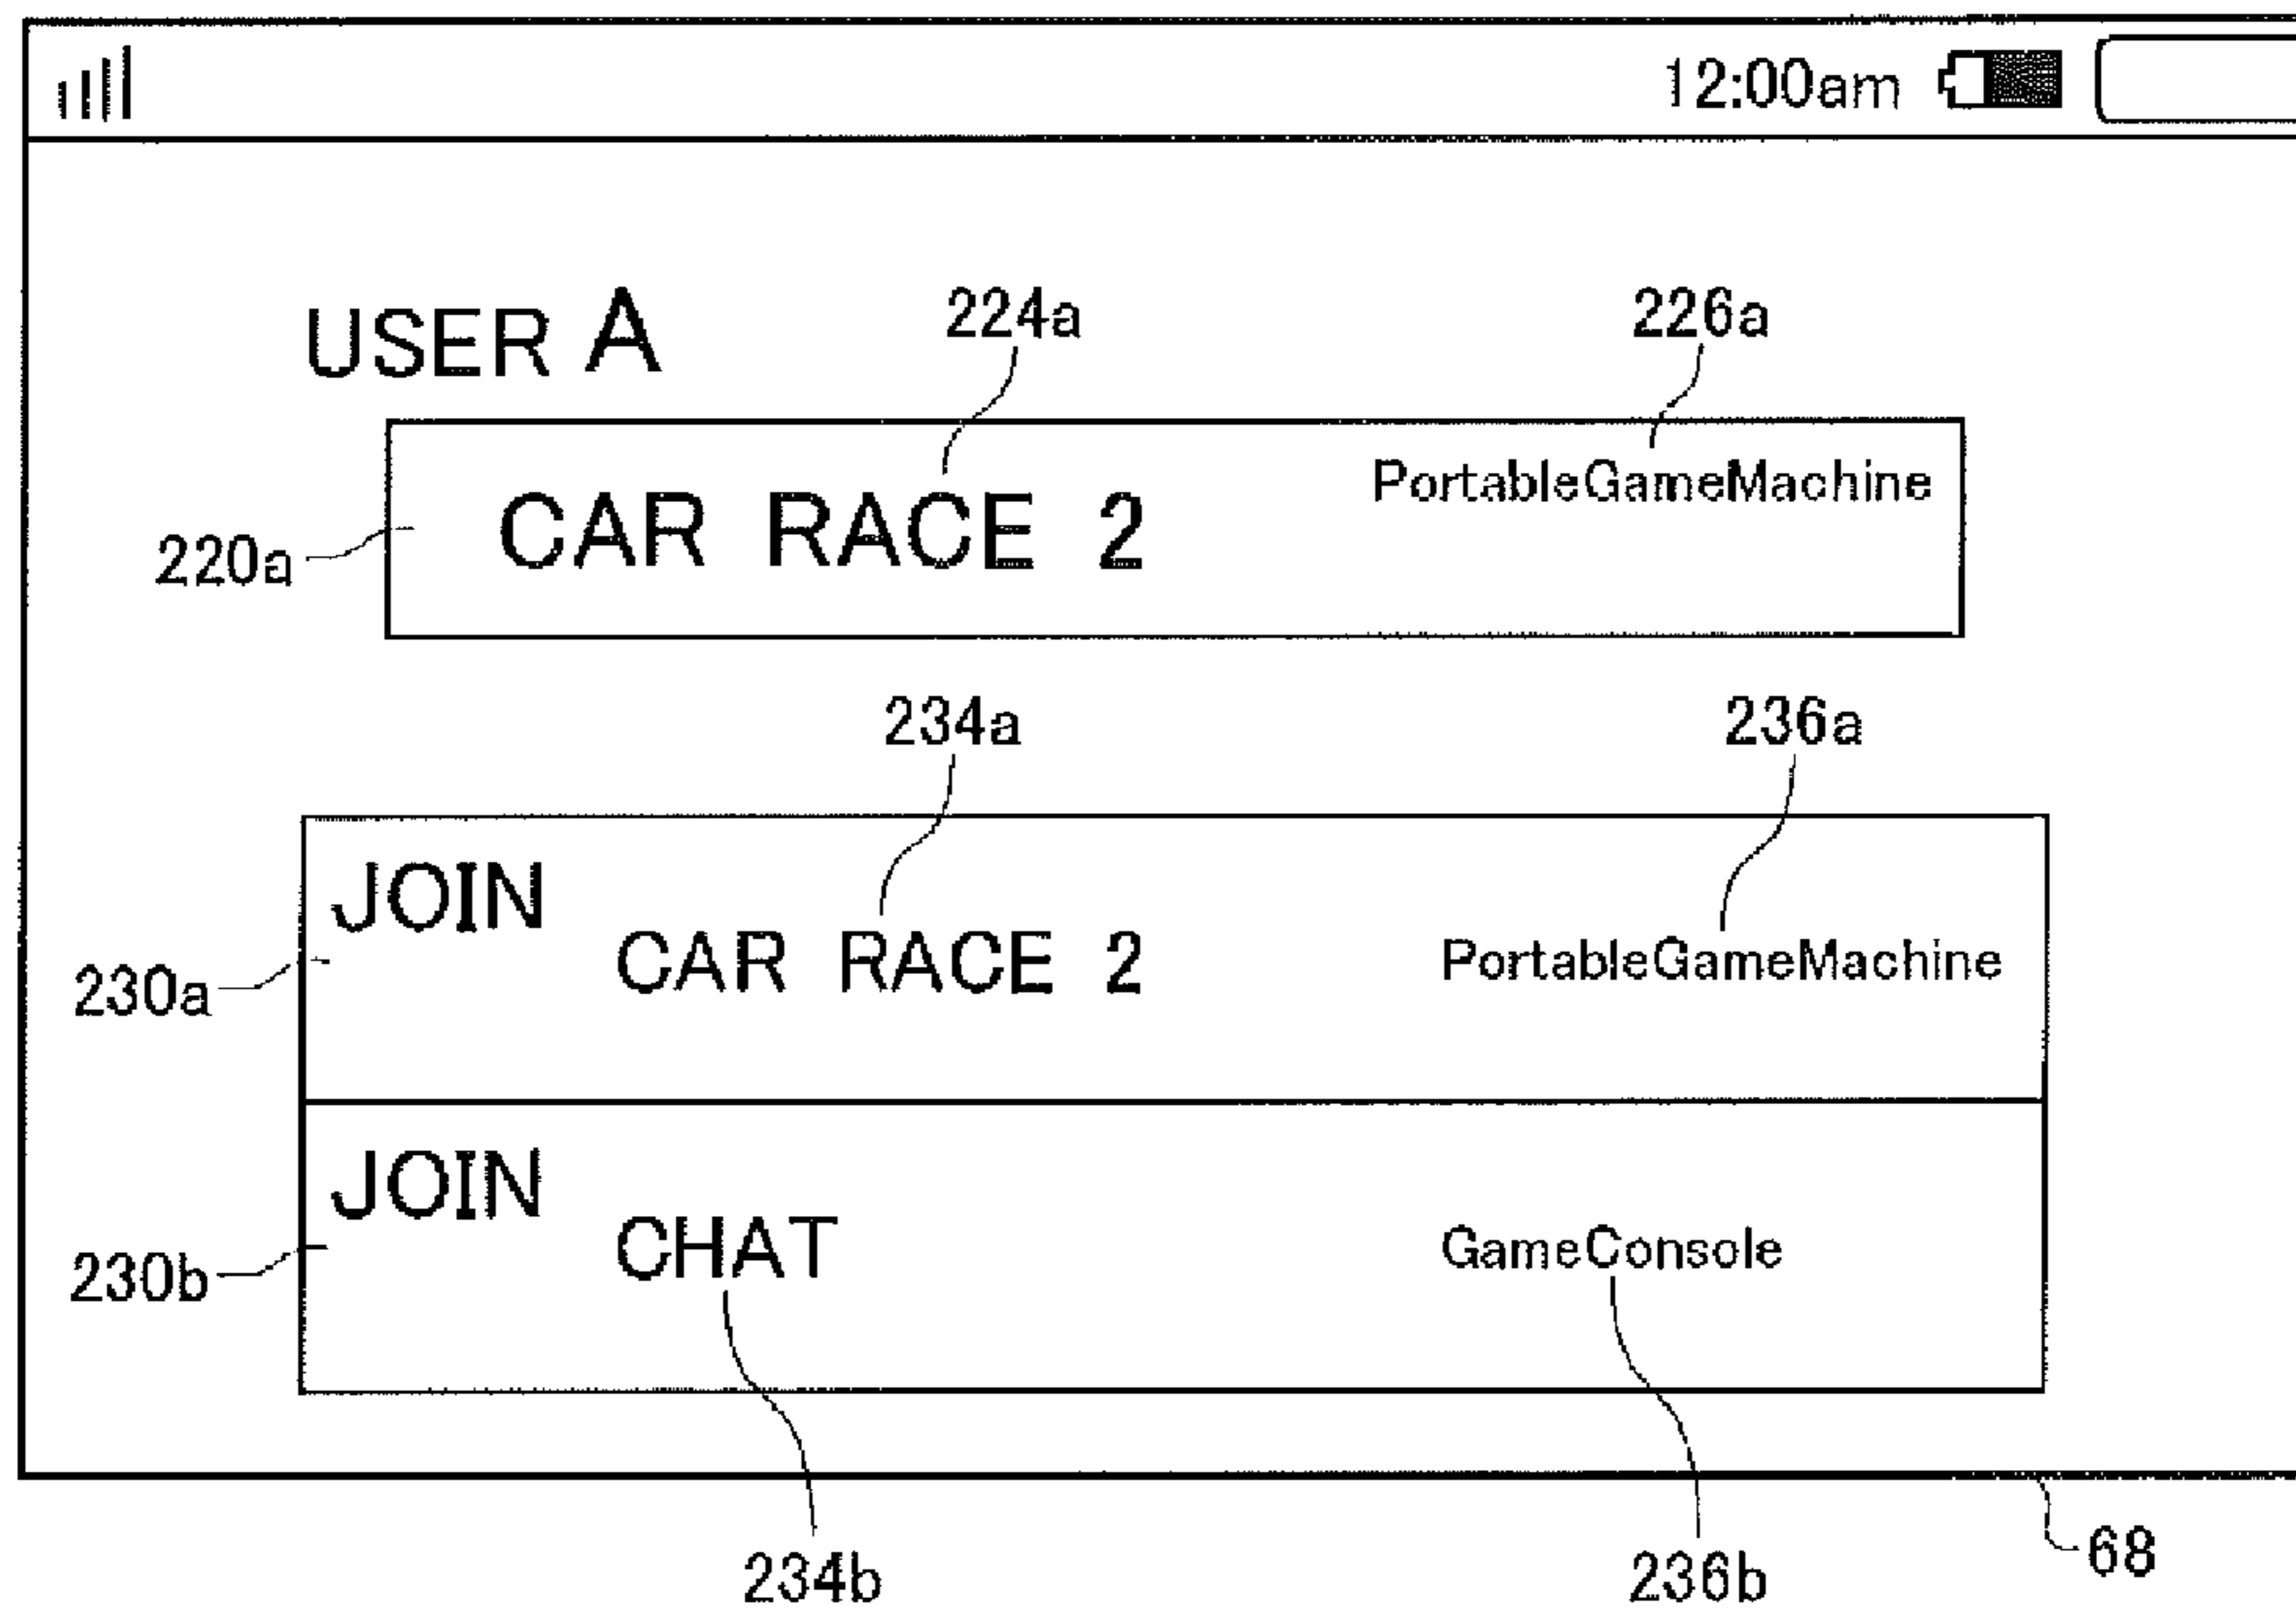 12:00am
USER A
224a
226a
CAR RACE 2
PortableGameMachine
220a
234a
236a
JOIN
CAR RACE 2
PortableGameMachine
230a
JOIN
CHAT
GameConsole
230b
234b
236b
68